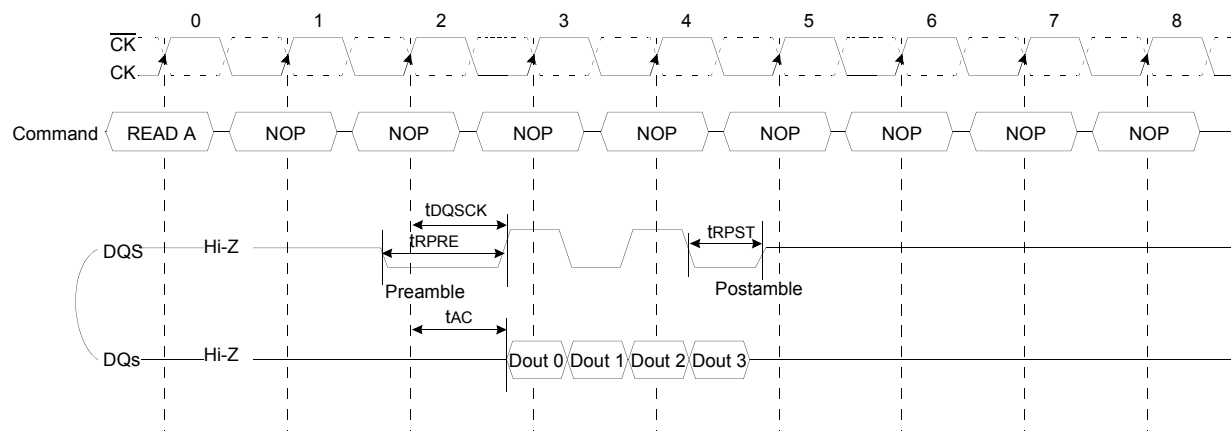 0 1 2 3 4 5 6 7 8
CK
CK
Command READ A NOP NOP NOP NOP NOP NOP NOP NOP
tDQSCK
DQS Hi-Z tRPRE tRPST
Preamble Postamble
tAC
DQs Hi-Z Dout 0 Dout 1 Dout 2 Dout 3